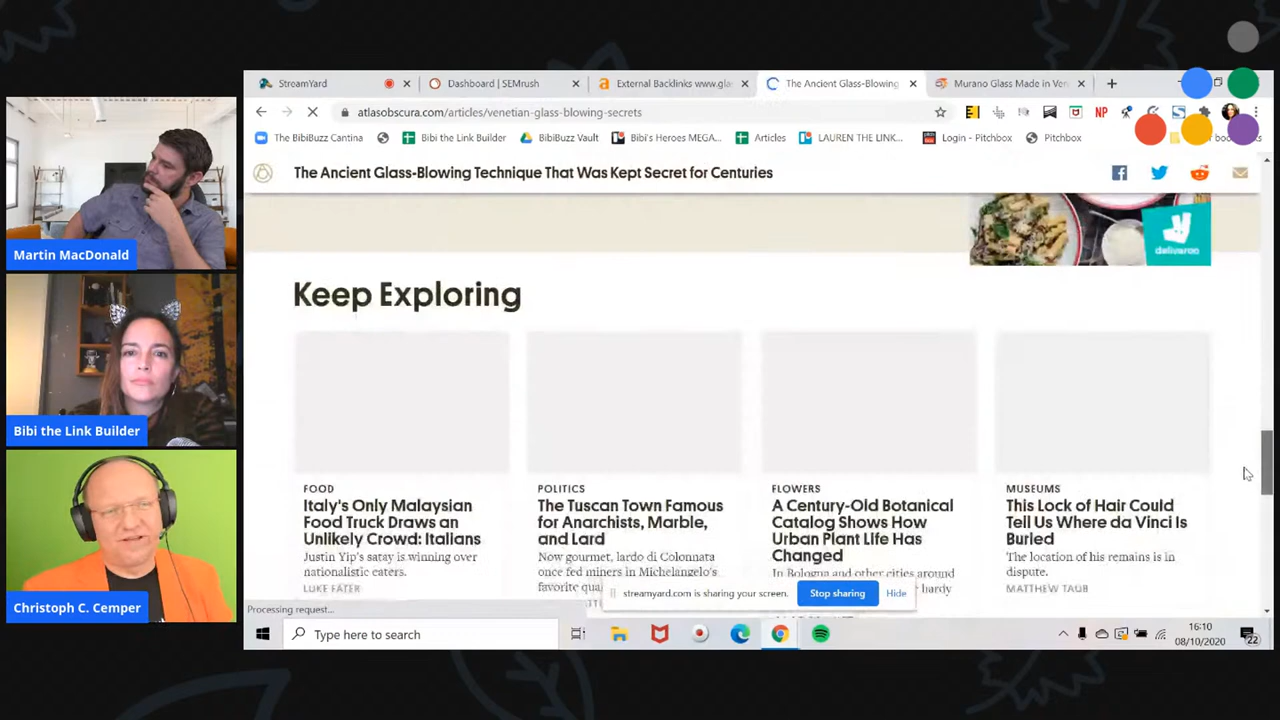 StreamYard
Dashboard | SEMrush
External Backlinks www.gla
The Ancient Glass-Blowing
Murano Glass Made in Ven
atlasobscura.com/articles/venetian-glass-blowing-secrets
The BibiBuzz Cantina
Bibi the Link Builder
BibiBuzz Vault
Bibi's Heroes MEGA...
Articles
LAUREN THE LINK...
Login - Pitchbox
Pitchbox
The Ancient Glass-Blowing Technique That Was Kept Secret for Centuries
deliveroo
Keep Exploring
FOOD
Italy's Only Malaysian
Food Truck Draws an
Unlikely Crowd: Italians
Justin Yip's satay is winning over
nationalistic eaters.
LUKE FATER
POLITICS
The Tuscan Town Famous
for Anarchists, Marble,
and Lard
Now gourmet, lardo di Colonnata
once fed miners in Michelangelo's
favorite
FLOWERS
A Century-Old Botanical
Catalog Shows How
Urban Plant Life Has
Changed
In Bologna and other cities around
hardy
MUSEUMS
This Lock of Hair Could
Tell Us Where da Vinci Is
Buried
The location of his remains is in
dispute.
MATTHEW TAUB
streamyard.com is sharing your screen.
Stop sharing
Hide
Processing request...
Type here to search
16:10
08/10/2020
22
Martin MacDonald
Bibi the Link Builder
Christoph C. Cemper